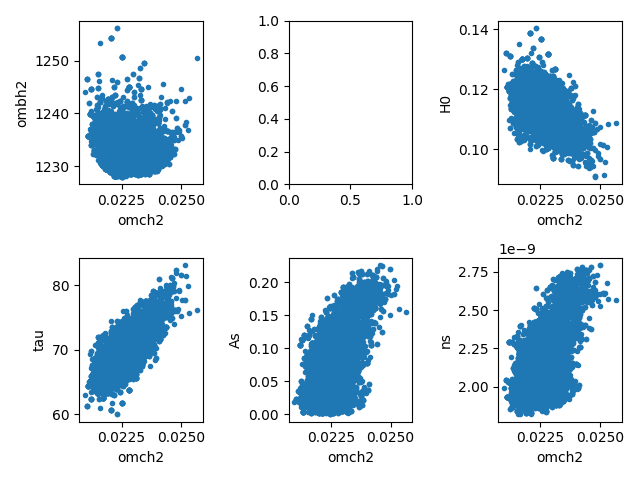 1250
1240
1230
ombh2
0.0225 0.0250
omch2
1.0
0.8
0.6
0.4
0.2
0.0
0.0 0.5 1.0
0.14
0.12
0.10
H0
0.0225 0.0250
omch2
80
70
60
tau
0.0225 0.0250
omch2
0.20
0.15
0.10
0.05
0.00
As
0.0225 0.0250
omch2
1e−9
2.75
2.50
2.25
2.00
ns
0.0225 0.0250
omch2